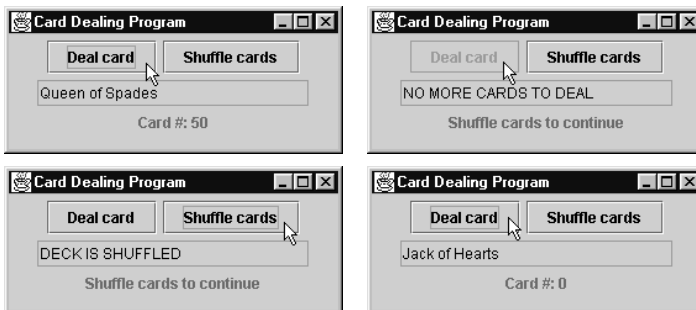 Card Dealing Program
Deal card Shuffle cards
Queen of Spades
Card #: 50
Card Dealing Program
Deal card Shuffle cards
NO MORE CARDS TO DEAL
Shuffle cards to continue
Card Dealing Program
Deal card Shuffle cards
DECK IS SHUFFLED
Shuffle cards to continue
Card Dealing Program
Deal card Shuffle cards
Jack of Hearts
Card #: 0